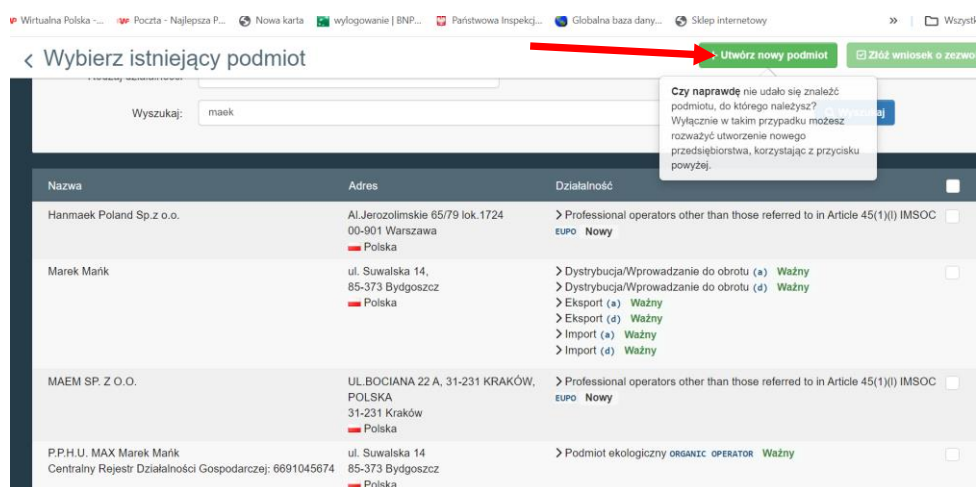 Wirtualna Polska -... Poczta - Najlepsza P... Nowa karta wylogowanie | BNP... Państwowa Inspekcj... Globalna baza dany... Sklep internetowy » Wszystk
< Wybierz istniejący podmiot
Utwórz nowy podmiot Złóż wniosek o zezwo
Wyszukaj: maek
Czy naprawdę nie udało się znaleźć
podmiotu, do którego należysz?
Wyłącznie w takim przypadku możesz
rozważyć utworzenie nowego
przedsiębiorstwa, korzystając z przycisku
powyżej.
Nazwa Adres Działalność
Hanmaek Poland Sp.z o.o. Al.Jerozolimskie 65/79 lok.1724 > Professional operators other than those referred to in Article 45(1)(l) IMSOC
00-901 Warszawa EUPO Nowy
Polska
Marek Mańk ul. Suwalska 14, > Dystrybucja/Wprowadzanie do obrotu (a) Ważny
85-373 Bydgoszcz > Dystrybucja/Wprowadzanie do obrotu (d) Ważny
Polska > Eksport (a) Ważny
> Eksport (d) Ważny
> Import (a) Ważny
> Import (d) Ważny
MAEM SP. Z O.O. UL.BOCIANA 22 A, 31-231 KRAKÓW, > Professional operators other than those referred to in Article 45(1)(l) IMSOC
POLSKA EUPO Nowy
31-231 Kraków
Polska
P.P.H.U. MAX Marek Mańk ul. Suwalska 14 > Podmiot ekologiczny ORGANIC OPERATOR Ważny
Centralny Rejestr Działalności Gospodarczej: 6691045674 85-373 Bydgoszcz
Polska